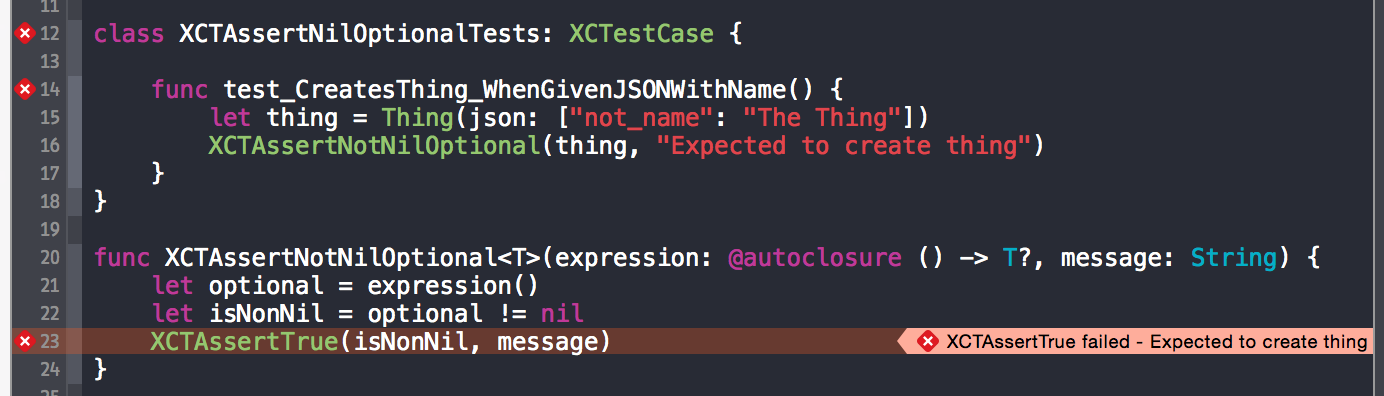 11
12 class XCTAssertNilOptionalTests: XCTestCase {
13
14 func test_CreatesThing_WhenGivenJSONWithName() {
15 let thing = Thing(json: ["not_name": "The Thing"])
16 XCTAssertNotNilOptional(thing, "Expected to create thing")
17 }
18 }
19
20 func XCTAssertNotNilOptional<T>(expression: @autoclosure () -> T?, message: String) {
21 let optional = expression()
22 let isNonNil = optional != nil
23 XCTAssertTrue(isNonNil, message) XCTAssertTrue failed - Expected to create thing
24 }
25